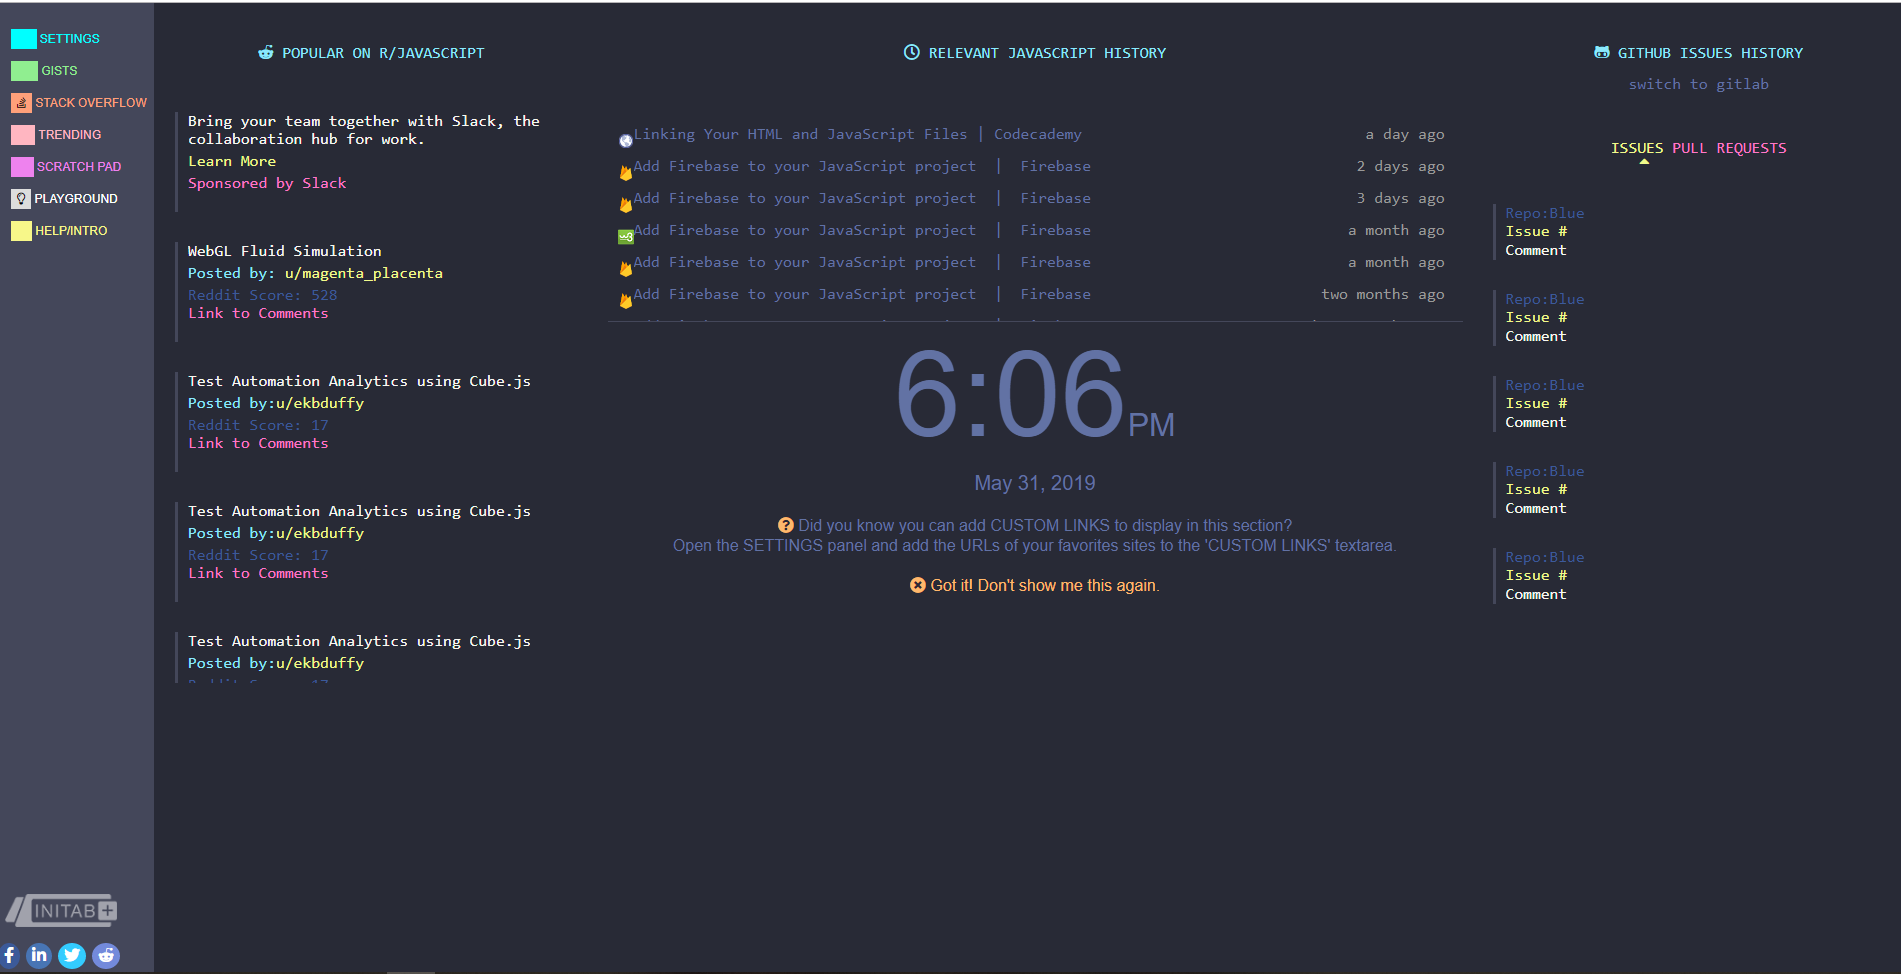 SETTINGS
GISTS
STACK OVERFLOW
TRENDING
SCRATCH PAD
PLAYGROUND
HELP/INTRO
INITAB+
POPULAR ON R/JAVASCRIPT
Bring your team together with Slack, the
collaboration hub for work.
Learn More
Sponsored by Slack
WebGL Fluid Simulation
Posted by: u/magenta_placenta
Reddit Score: 528
Link to Comments
Test Automation Analytics using Cube.js
Posted by:u/ekbduffy
Reddit Score: 17
Link to Comments
Test Automation Analytics using Cube.js
Posted by:u/ekbduffy
Reddit Score: 17
Link to Comments
Test Automation Analytics using Cube.js
Posted by:u/ekbduffy
Reddit Score: 17
RELEVANT JAVASCRIPT HISTORY
Linking Your HTML and JavaScript Files | Codecademy a day ago
Add Firebase to your JavaScript project | Firebase 2 days ago
Add Firebase to your JavaScript project | Firebase 3 days ago
Add Firebase to your JavaScript project | Firebase a month ago
Add Firebase to your JavaScript project | Firebase a month ago
Add Firebase to your JavaScript project | Firebase two months ago
6:06 PM
May 31, 2019
Did you know you can add CUSTOM LINKS to display in this section?
Open the SETTINGS panel and add the URLs of your favorites sites to the 'CUSTOM LINKS' textarea.
Got it! Don't show me this again.
GITHUB ISSUES HISTORY
switch to gitlab
ISSUES PULL REQUESTS
Repo:Blue
Issue #
Comment
Repo:Blue
Issue #
Comment
Repo:Blue
Issue #
Comment
Repo:Blue
Issue #
Comment
Repo:Blue
Issue #
Comment